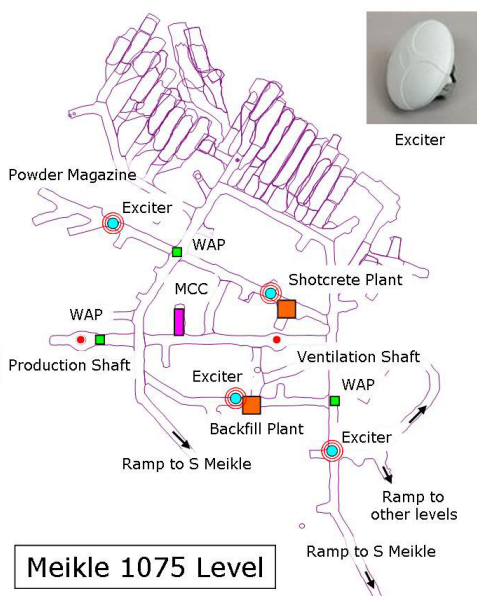 Exciter
Powder Magazine
Exciter
WAP
Shotcrete Plant
MCC
WAP
Production Shaft
Ventilation Shaft
Exciter
WAP
Backfill Plant
Exciter
Ramp to S Meikle
Ramp to
other levels
Ramp to S Meikle
Meikle 1075 Level